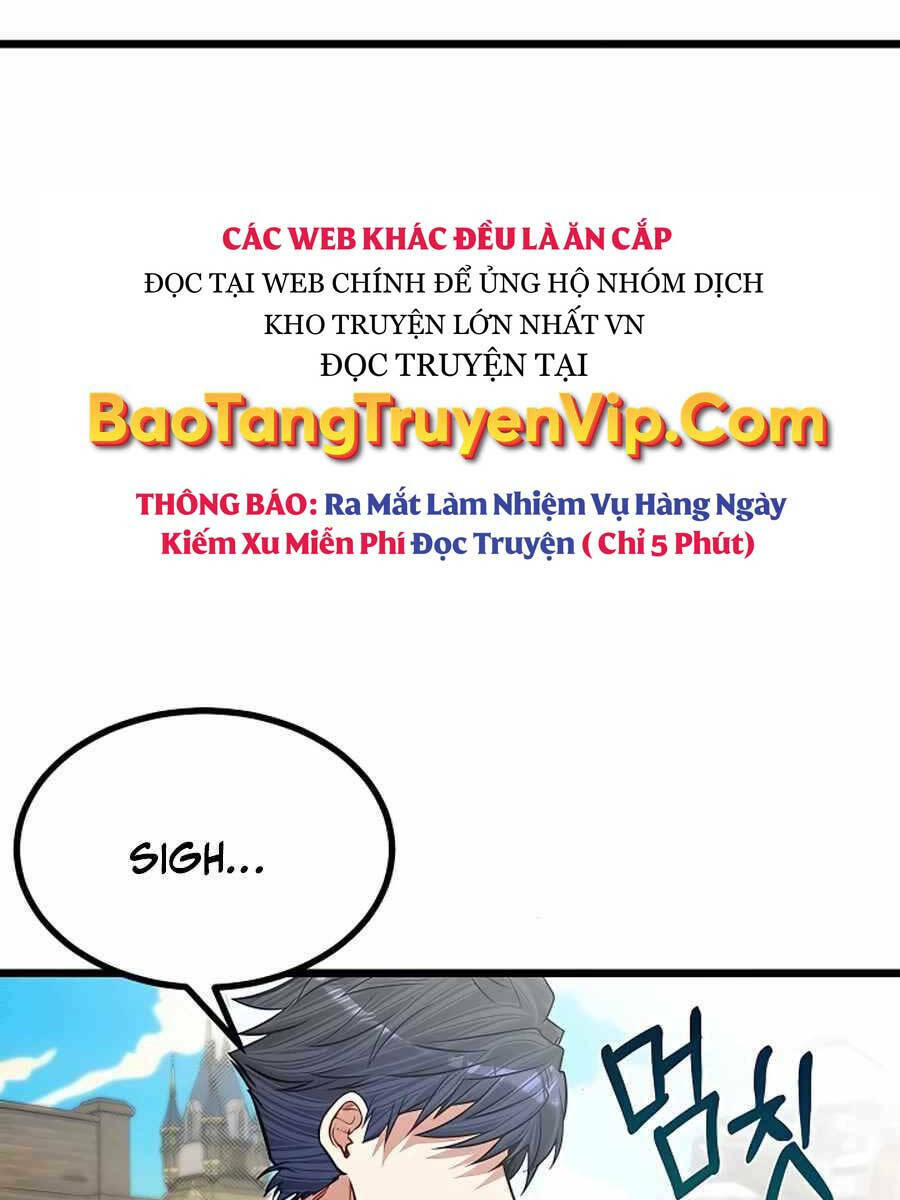 CÁC WEB KHÁC ĐỀU LÀ ĂN CẮP
ĐỌC TẠI WEB CHÍNH ĐỂ ỦNG HỘ NHÓM DỊCH
KHO TRUYỆN LỚN NHẤT VN
ĐỌC TRUYỆN TẠI
BaoTangTruyenVip.Com
THÔNG BÁO: Ra Mắt Làm Nhiệm Vụ Hàng Ngày
Kiếm Xu Miễn Phí Đọc Truyện ( Chỉ 5 Phút)
SIGH...
멈칫